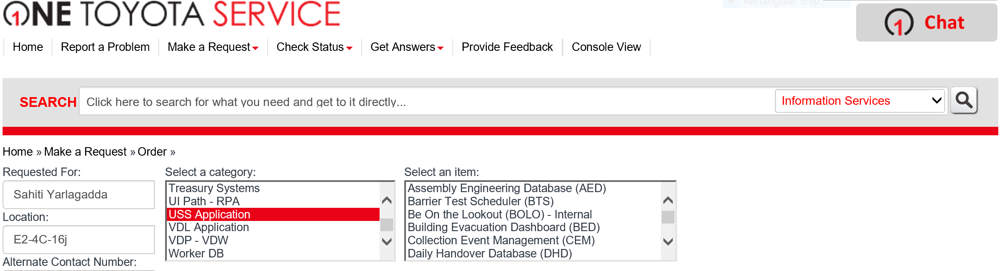 Rectangular Snip
1NE TOYOTA SERVICE
1 Chat
Home Report a Problem Make a Request Check Status Get Answers Provide Feedback Console View
SEARCH Click here to search for what you need and get to it directly... Information Services
Home » Make a Request » Order »
Requested For: Select a category: Select an item:
Sahiti Yarlagadda
Location:
E2-4C-16j
Alternate Contact Number:
Treasury Systems
UI Path - RPA
USS Application
VDL Application
VDP - VDW
Worker DB
Assembly Engineering Database (AED)
Barrier Test Scheduler (BTS)
Be On the Lookout (BOLO) - Internal
Building Evacuation Dashboard (BED)
Collection Event Management (CEM)
Daily Handover Database (DHD)